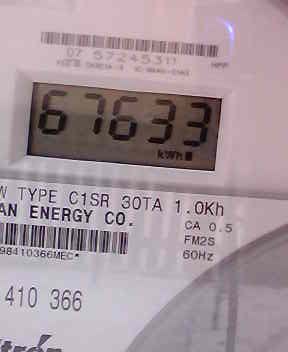 07 57245311
67633
kWh
W TYPE C1SR 30TA 1.0Kh
AN ENERGY CO.
CA 0.5
FM2S
98410366MEC*
60Hz
410 366
trón